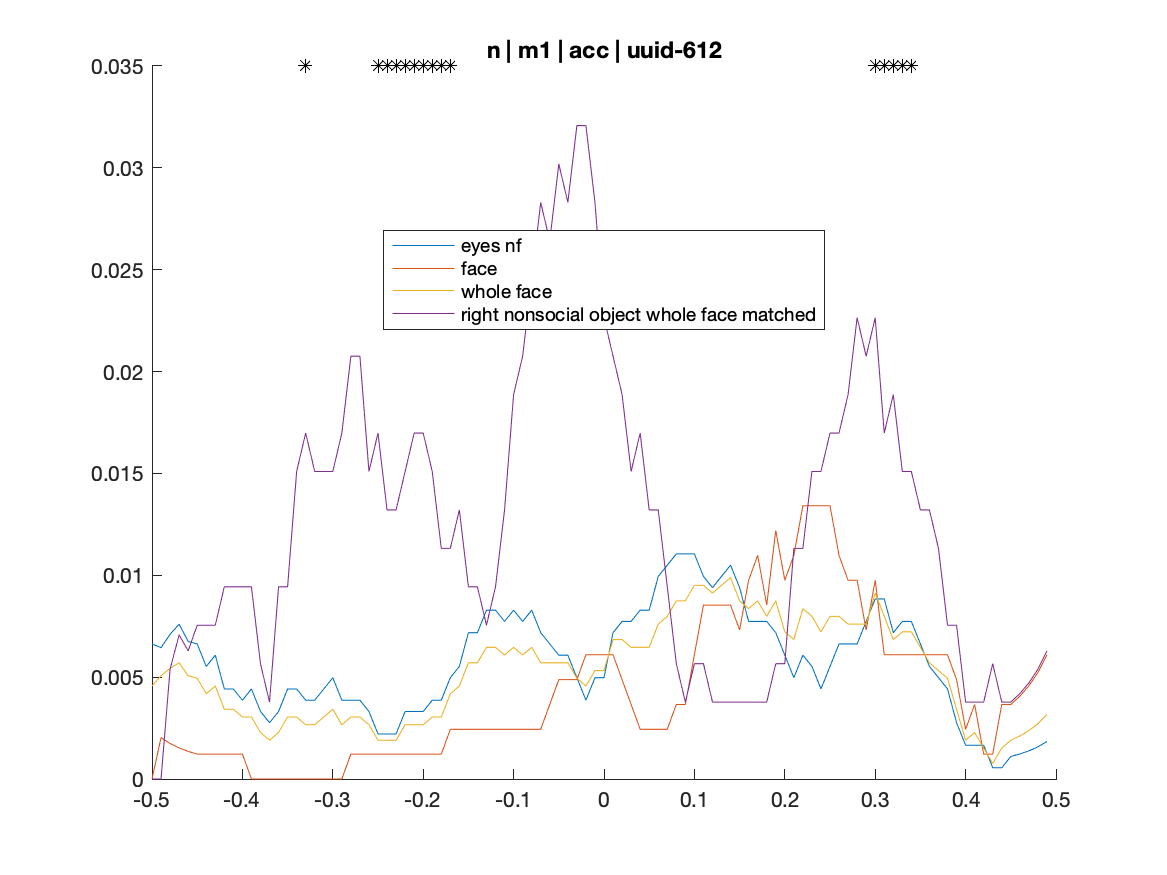 n | m1 | acc | uuid-612
0.035
0.03
0.025
0.02
0.015
0.01
0.005
0
eyes nf
face
whole face
right nonsocial object whole face matched
-0.5 -0.4 -0.3 -0.2 -0.1 0 0.1 0.2 0.3 0.4 0.5